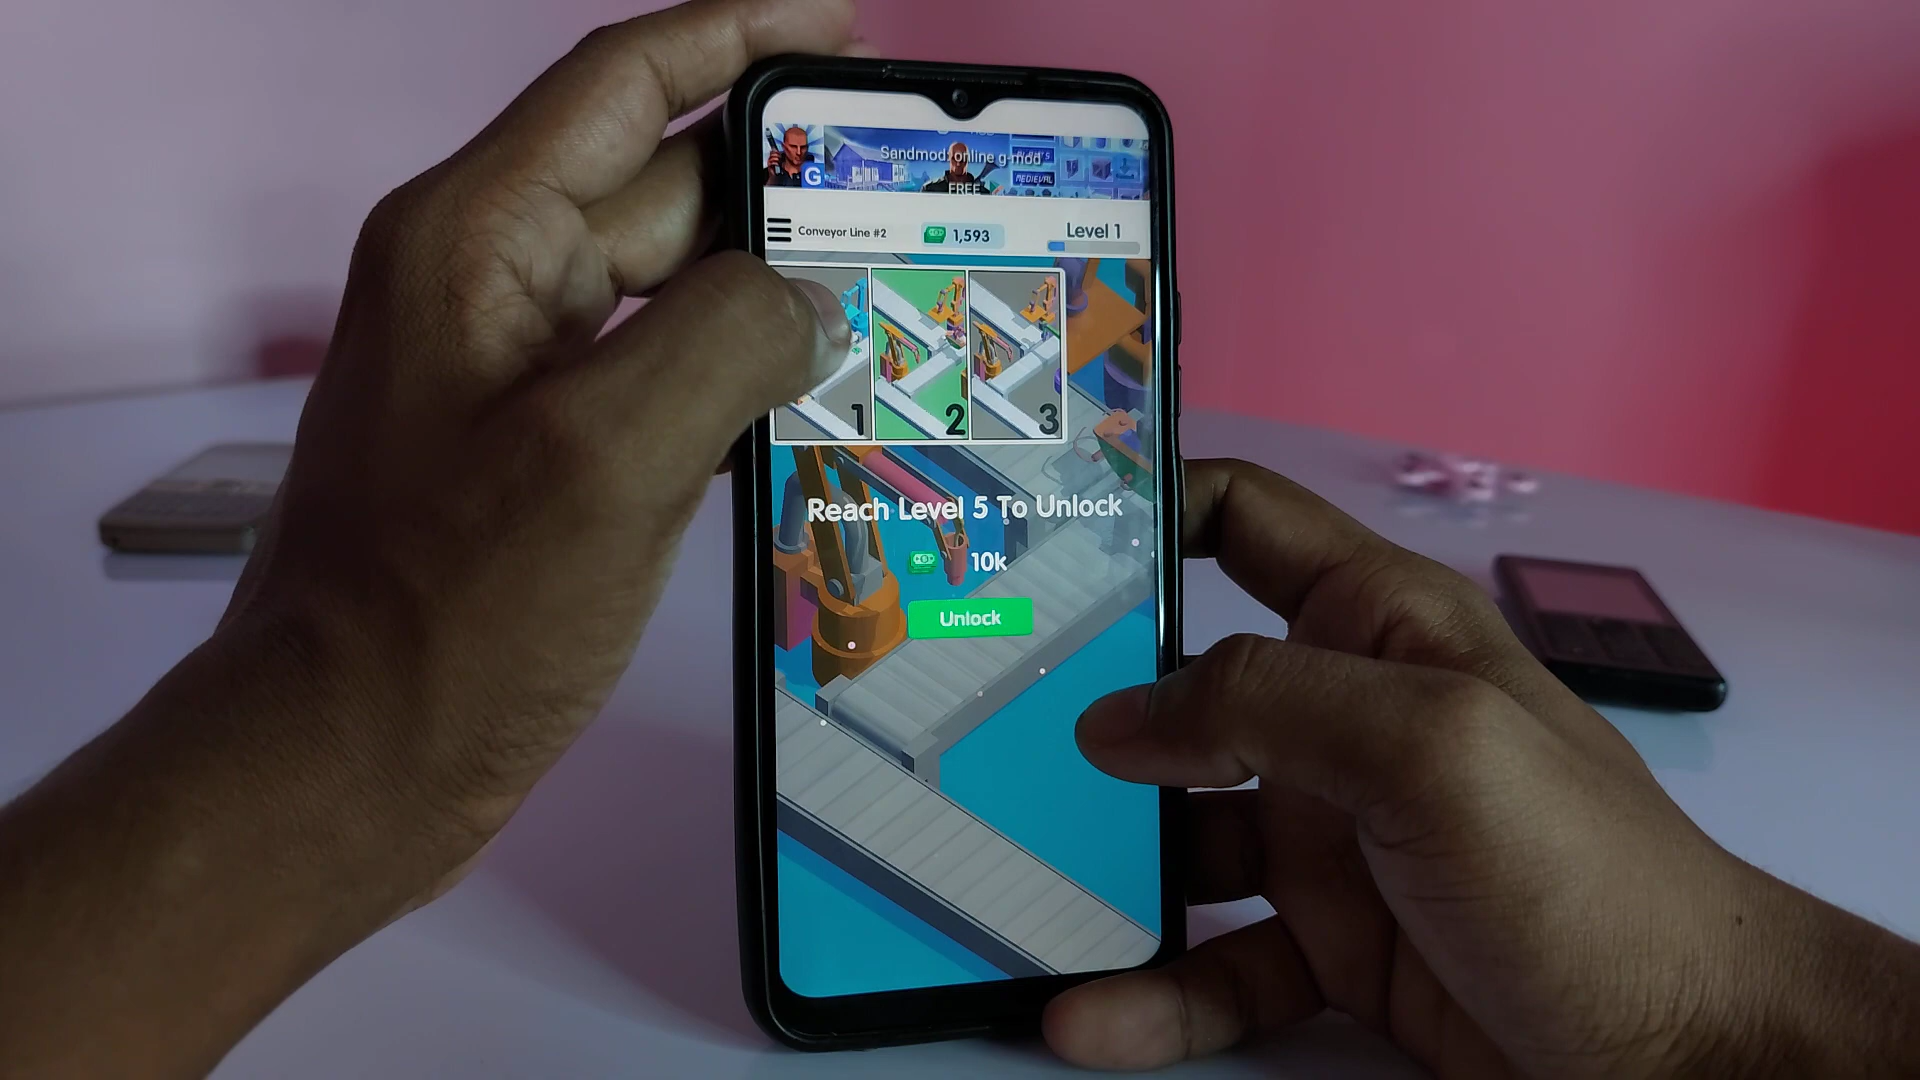 Sandmod: online g-mod
MEDIEVAL
FREE
G
Conveyor Line #2
1,593
Level 1
1
2
3
Reach Level 5 To Unlock
10k
Unlock